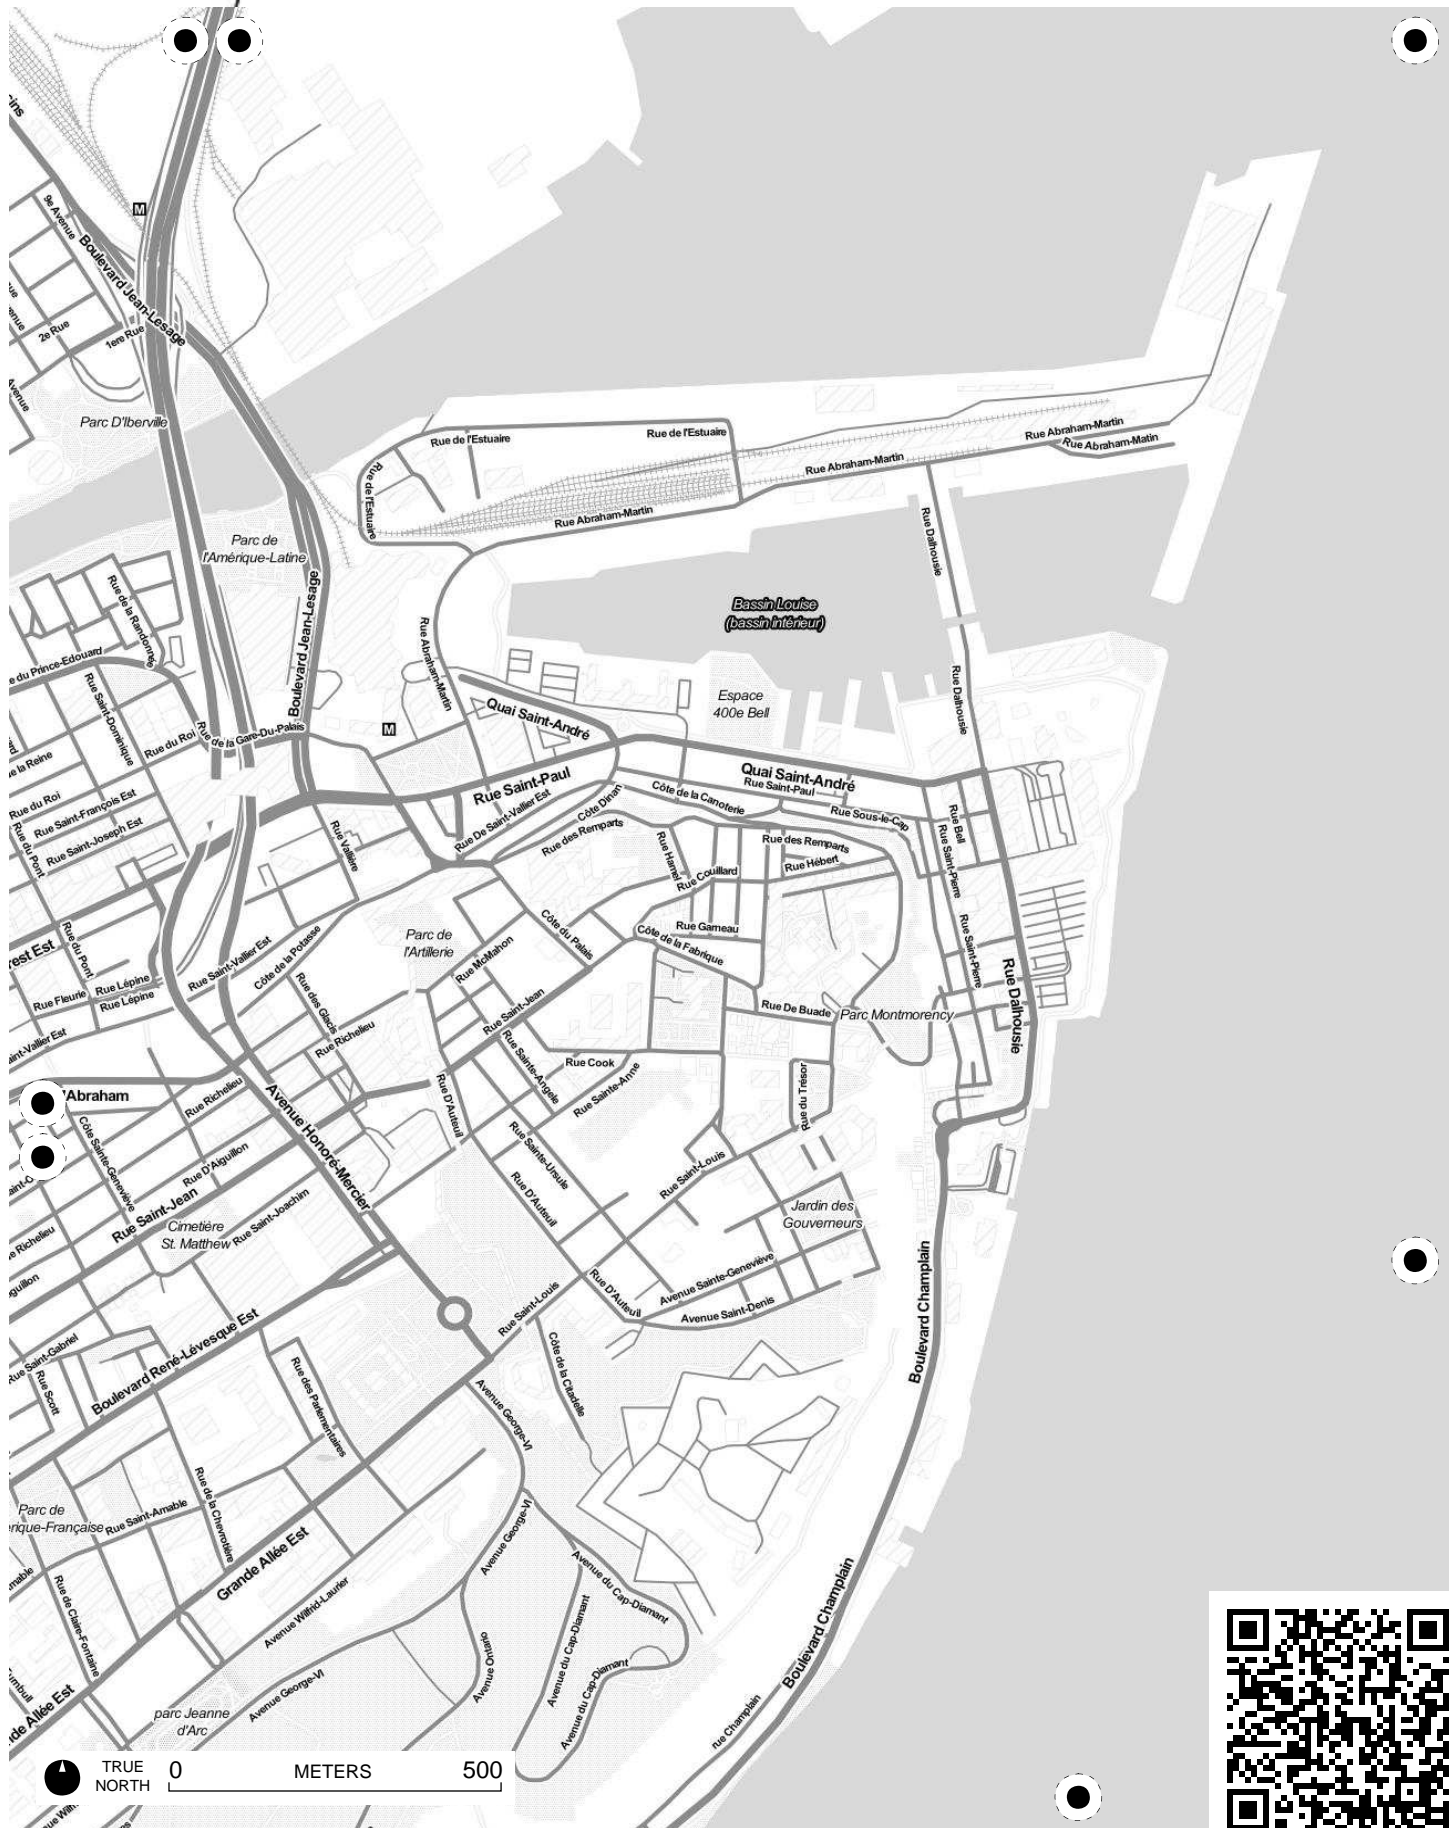 9e Avenue
M
Boulevard Jean-Lesage
2e Rue
1ere Rue
Avenue
Parc D'Iberville
Rue de l'Estuaire
Rue de l'Estuaire
Rue de l'Estuaire
Rue Abraham-Martin
Rue Abraham-Matin
Rue Abraham-Martin
Rue Abraham-Martin
Rue Dalhousie
Parc de
l'Amérique-Latine
Rue de la Randonnée
Boulevard Jean-Lesage
Bassin Louise
(bassin intérieur)
Rue Abraham-Martin
e du Prince-Edouard
Rue Saint-Dominique
Rue Dalhousie
Espace
400e Bell
Quai Saint-André
M
Rue de la Gare-Du-Palais
Rue du Roi
e la Reine
Rue du Roi
Rue Saint-François Est
Rue Saint-Joseph Est
Rue du Pont
Rue Saint-Paul
Quai Saint-André
Rue Saint-Paul
Côte de la Canoterie
Rue Sous-le-Cap
Rue De Saint-Vallier Est
Côte Dinan
Rue des Remparts
Rue Vallière
Rue Hamel
Rue des Remparts
Rue Hébert
Rue Couillard
Rue Bell
Rue Saint-Pierre
Rue Garneau
Côte de la Fabrique
Côte du Palais
Rue Saint-Pierre
Parc de
l'Artillerie
Rue McMahon
rest Est
Rue du Pont
Rue Saint-Vallier Est
Côte de la Potasse
Rue Fleurie
Rue Lépine
Rue Lépine
Rue des Glacis
Rue Richelieu
Rue Saint-Jean
Rue De Buade
Parc Montmorency
Rue Dalhousie
aint-Vallier Est
Rue Cook
Rue Sainte-Angele
Rue Sainte-Anne
Rue du Trésor
'Abraham
Rue Richelieu
Avenue Honoré-Mercier
Rue D'Auteuil
Côte Sainte-Geneviève
Rue D'Aiguillon
Rue Saint-Jean
Rue Saint-Joachim
Rue Sainte-Ursule
Rue D'Auteuil
Rue Saint-Louis
Cimetière
St. Matthew
Jardin des
Gouverneurs
e Richelieu
guillon
Rue Saint-Louis
Rue D'Auteuil
Avenue Sainte-Geneviève
Avenue Saint-Denis
Boulevard Champlain
Rue Saint-Gabriel
Rue Scott
Boulevard René-Lévesque Est
Rue des Parlementaires
Côte de la Citadelle
Avenue George-VI
Parc de
rique-Française
Rue Saint-Amable
Rue de la Chevrotière
Grande Allée Est
Avenue George-VI
Avenue du Cap-Diamant
Boulevard Champlain
mable
Rue de Claire-Fontaine
Avenue Wilfrid-Laurier
Avenue du Cap-Diamant
Avenue Ontario
Avenue du Cap-Diamant
umbull
de Allée Est
Avenue George-VI
parc Jeanne
d'Arc
rue Champlain
TRUE
NORTH
0 METERS 500